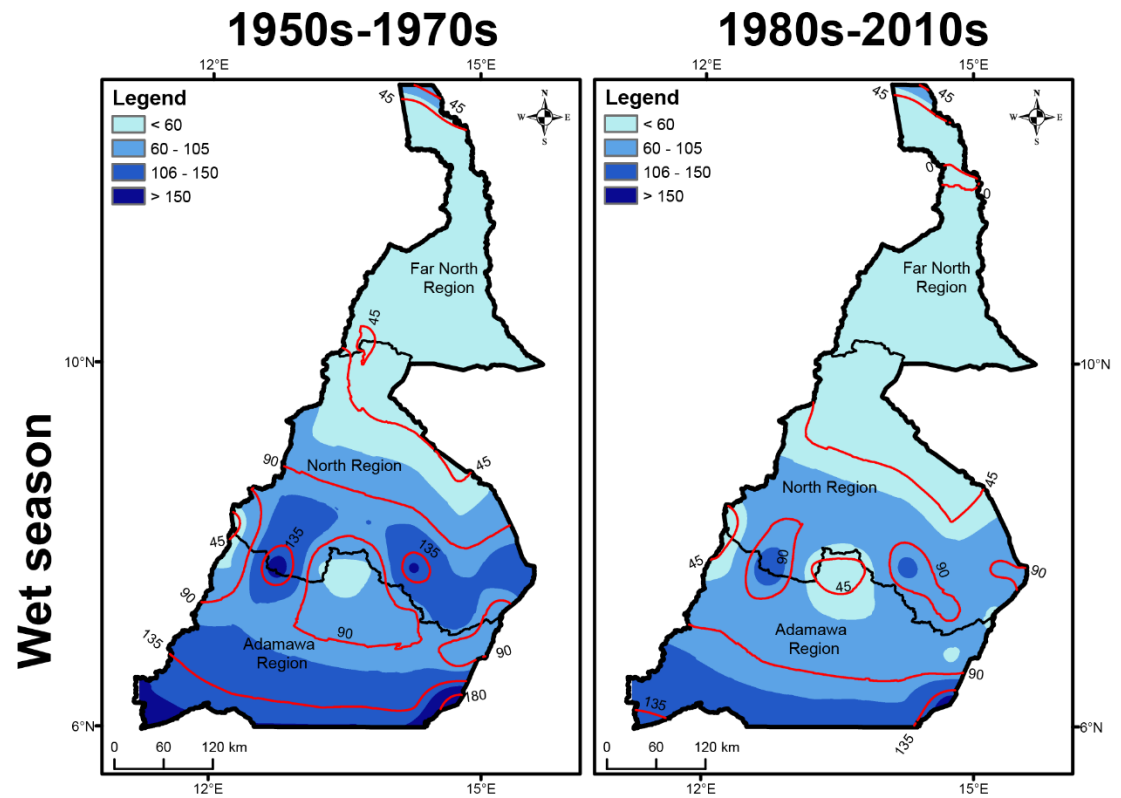 1950s-1970s
1980s-2010s
Wet season
12°E
15°E
Legend
< 60
60 - 105
106 - 150
> 150
N
W
E
S
45
45
Far North
Region
45
10°N
90
North Region
45
45
135
135
90
90
135
Adamawa
Region
90
180
6°N
0
60
120 km
12°E
15°E
12°E
15°E
Legend
< 60
60 - 105
106 - 150
> 150
N
W
E
S
45
45
0
0
Far North
Region
10°N
North Region
45
45
90
45
90
90
Adamawa
Region
90
135
135
6°N
0
60
120 km
12°E
15°E